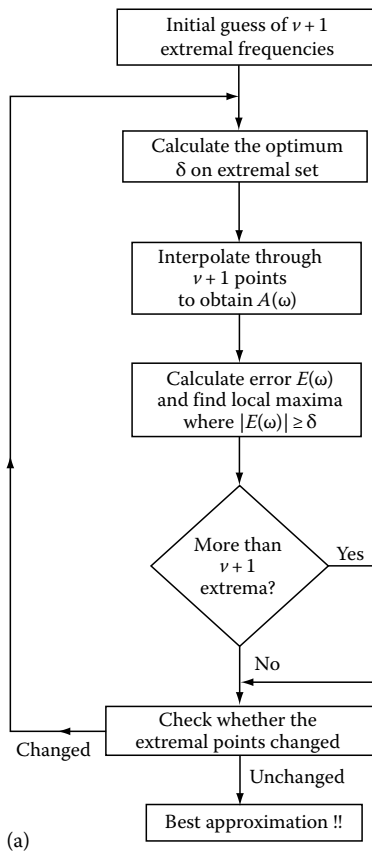 Initial guess of v + 1
extremal frequencies
Calculate the optimum
δ on extremal set
Interpolate through
v + 1 points
to obtain A(ω)
Calculate error E(ω)
and find local maxima
where |E(ω)| ≥ δ
More than
v + 1
extrema?
Yes
No
Check whether the
extremal points changed
Changed
Unchanged
Best approximation !!
(a)